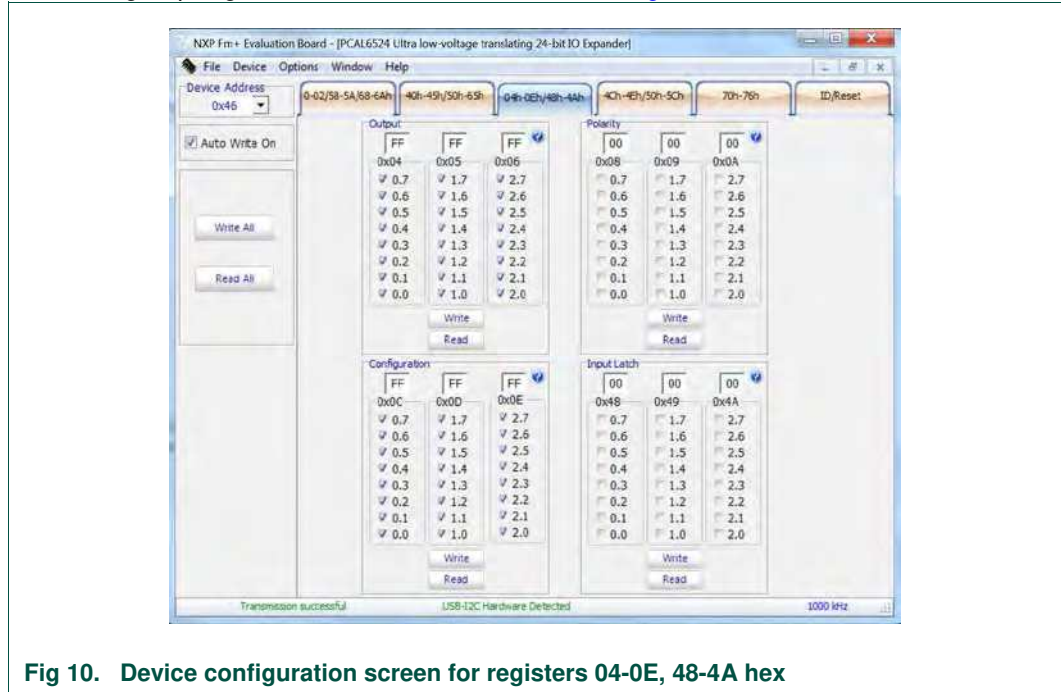 NXP Fm+ Evaluation Board - [PCAL6524 Ultra low-voltage translating 24-bit IO Expander]
File Device Options Window Help
Device Address
0x46
Auto Write On
Write All
Read All
0-02/58-5A/68-6Ah 40h-45h/50h-65h 04h-0Eh/48h-4Ah 4Ch-4Eh/50h-5Ch 70h-76h ID/Reset
Output
FF FF FF
0x04 0x05 0x06
0.7 1.7 2.7
0.6 1.6 2.6
0.5 1.5 2.5
0.4 1.4 2.4
0.3 1.3 2.3
0.2 1.2 2.2
0.1 1.1 2.1
0.0 1.0 2.0
Write
Read
Polarity
00 00 00
0x08 0x09 0x0A
0.7 1.7 2.7
0.6 1.6 2.6
0.5 1.5 2.5
0.4 1.4 2.4
0.3 1.3 2.3
0.2 1.2 2.2
0.1 1.1 2.1
0.0 1.0 2.0
Write
Read
Configuration
FF FF FF
0x0C 0x0D 0x0E
0.7 1.7 2.7
0.6 1.6 2.6
0.5 1.5 2.5
0.4 1.4 2.4
0.3 1.3 2.3
0.2 1.2 2.2
0.1 1.1 2.1
0.0 1.0 2.0
Write
Read
Input Latch
00 00 00
0x48 0x49 0x4A
0.7 1.7 2.7
0.6 1.6 2.6
0.5 1.5 2.5
0.4 1.4 2.4
0.3 1.3 2.3
0.2 1.2 2.2
0.1 1.1 2.1
0.0 1.0 2.0
Write
Read
Transmission successful USB-I2C Hardware Detected 1000 kHz
Fig 10. Device configuration screen for registers 04-0E, 48-4A hex